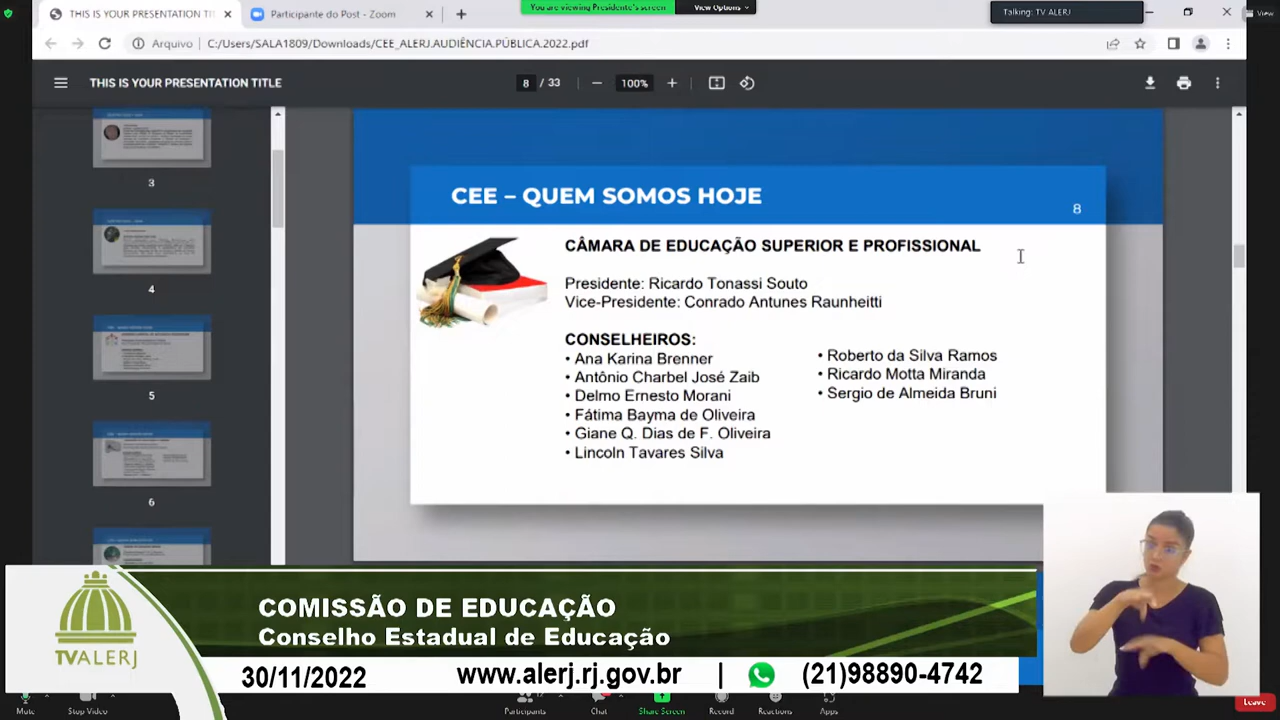 THIS IS YOUR PRESENTATION TIT
Participante do Post - Zoom
You are viewing Presidente's screen
View Options
Talking: TV ALERJ
View
Arquivo
C:/Users/SALA1809/Downloads/CEE_ALERJ.AUDIÊNCIA.PÚBLICA.2022.pdf
THIS IS YOUR PRESENTATION TITLE
8 / 33
100%
3
4
5
6
CEE – QUEM SOMOS HOJE
8
CÂMARA DE EDUCAÇÃO SUPERIOR E PROFISSIONAL
Presidente: Ricardo Tonassi Souto
Vice-Presidente: Conrado Antunes Raunheitti
CONSELHEIROS:
• Ana Karina Brenner
• Antônio Charbel José Zaib
• Delmo Ernesto Morani
• Fátima Bayma de Oliveira
• Giane Q. Dias de F. Oliveira
• Lincoln Tavares Silva
• Roberto da Silva Ramos
• Ricardo Motta Miranda
• Sergio de Almeida Bruni
TVALERJ
COMISSÃO DE EDUCAÇÃO
Conselho Estadual de Educação
30/11/2022
www.alerj.rj.gov.br | (21)98890-4742
Mute
Stop Video
Participants
Chat
Share Screen
Record
Reactions
Apps
Leave